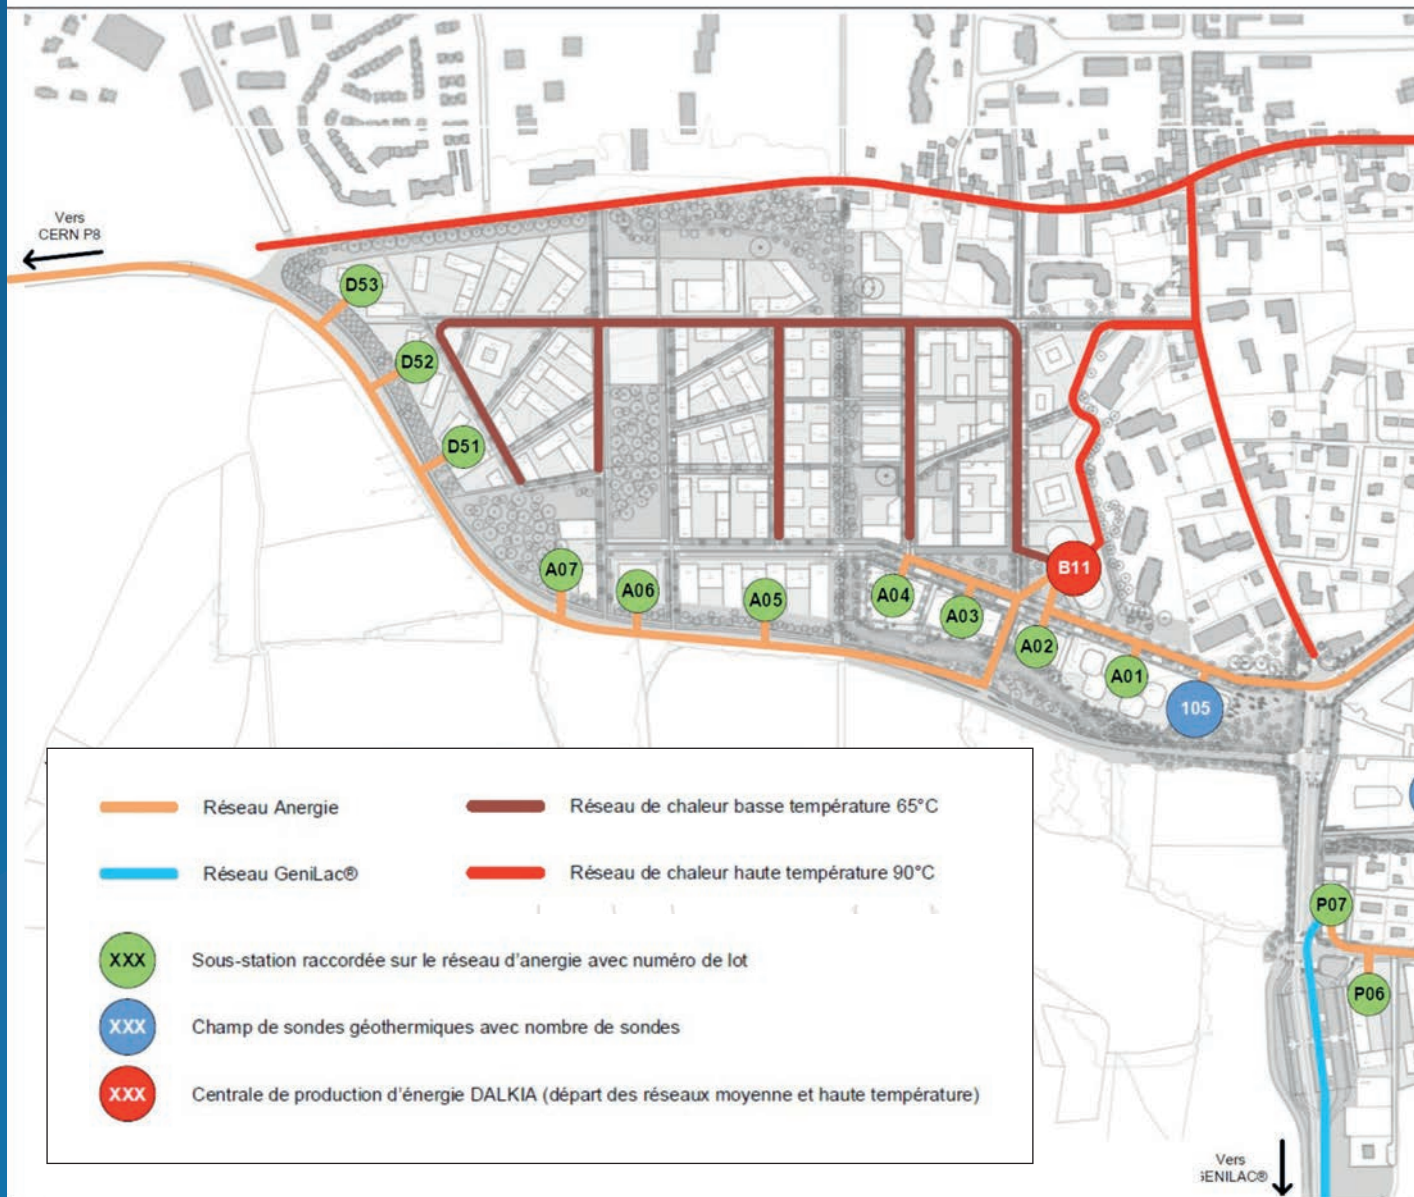 Vers
CERN P8
D53
D52
D51
A07
A06
A05
A04
A03
B11
A02
A01
105
Réseau Anergie
Réseau de chaleur basse température 65°C
Réseau GeniLac®
Réseau de chaleur haute température 90°C
XXX
Sous-station raccordée sur le réseau d'anergie avec numéro de lot
XXX
Champ de sondes géothermiques avec nombre de sondes
XXX
Centrale de production d'énergie DALKIA (départ des réseaux moyenne et haute température)
P07
P06
Vers
ENILAC®